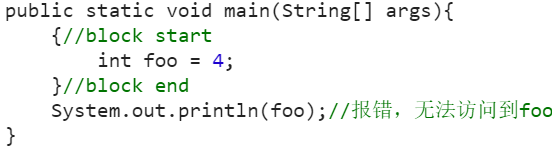 public static void main(String[] args){
    {//block start
        int foo = 4;
    }//block end
    System.out.println(foo);//报错，无法访问到foo
}